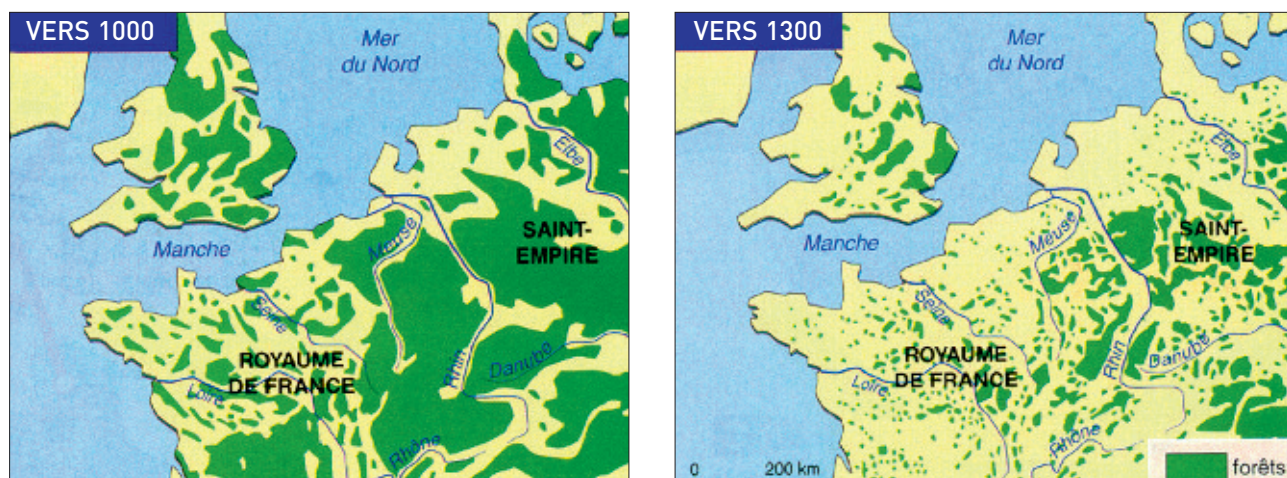 VERS 1000
Mer
du Nord
Elbe
SAINT-
EMPIRE
Meuse
Manche
Seine
ROYAUME
DE FRANCE
Rhin
Danube
Loire
Rhône
VERS 1300
Mer
du Nord
Elbe
Meuse
SAINT-
EMPIRE
Manche
Seine
ROYAUME
DE FRANCE
Rhin
Danube
Loire
Rhône
0 200 km
forêts